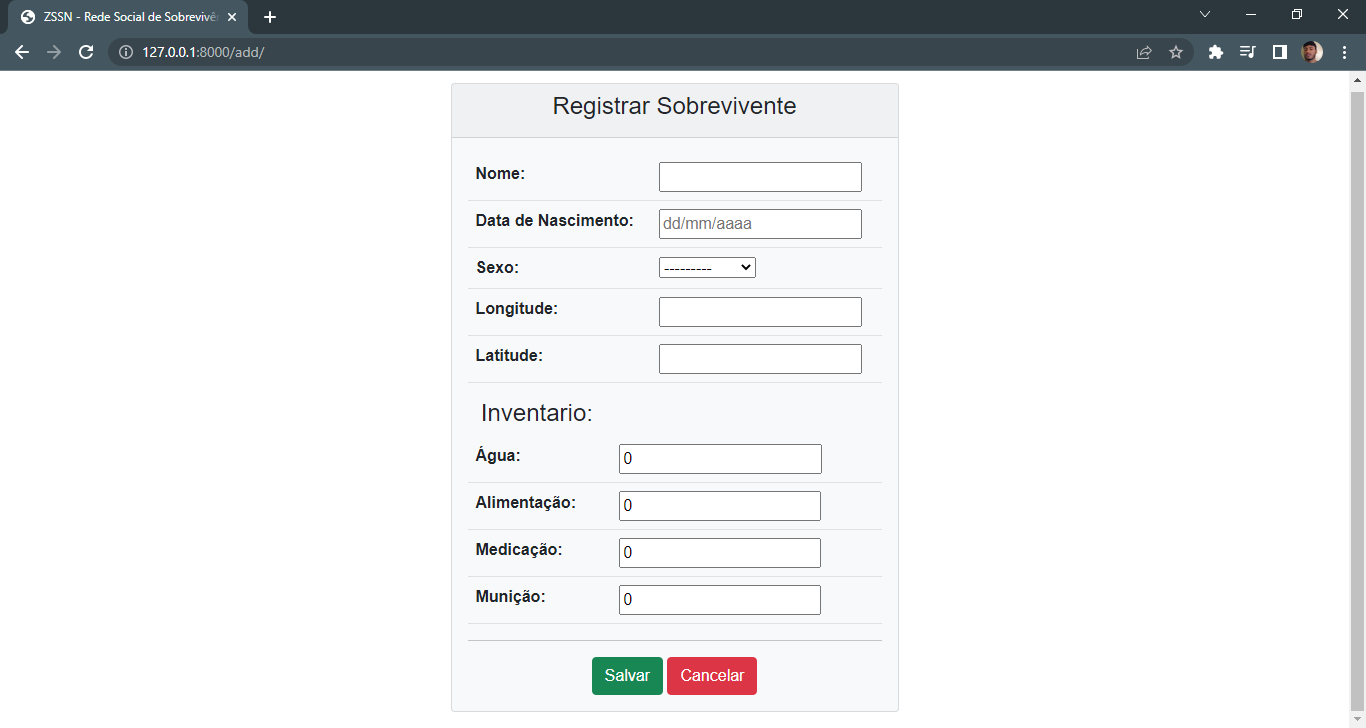 ZSSN - Rede Social de Sobrevivê
127.0.0.1:8000/add/
Registrar Sobrevivente
Nome:
Data de Nascimento: dd/mm/aaaa
Sexo: ---------
Longitude:
Latitude:
Inventario:
Água: 0
Alimentação: 0
Medicação: 0
Munição: 0
Salvar Cancelar